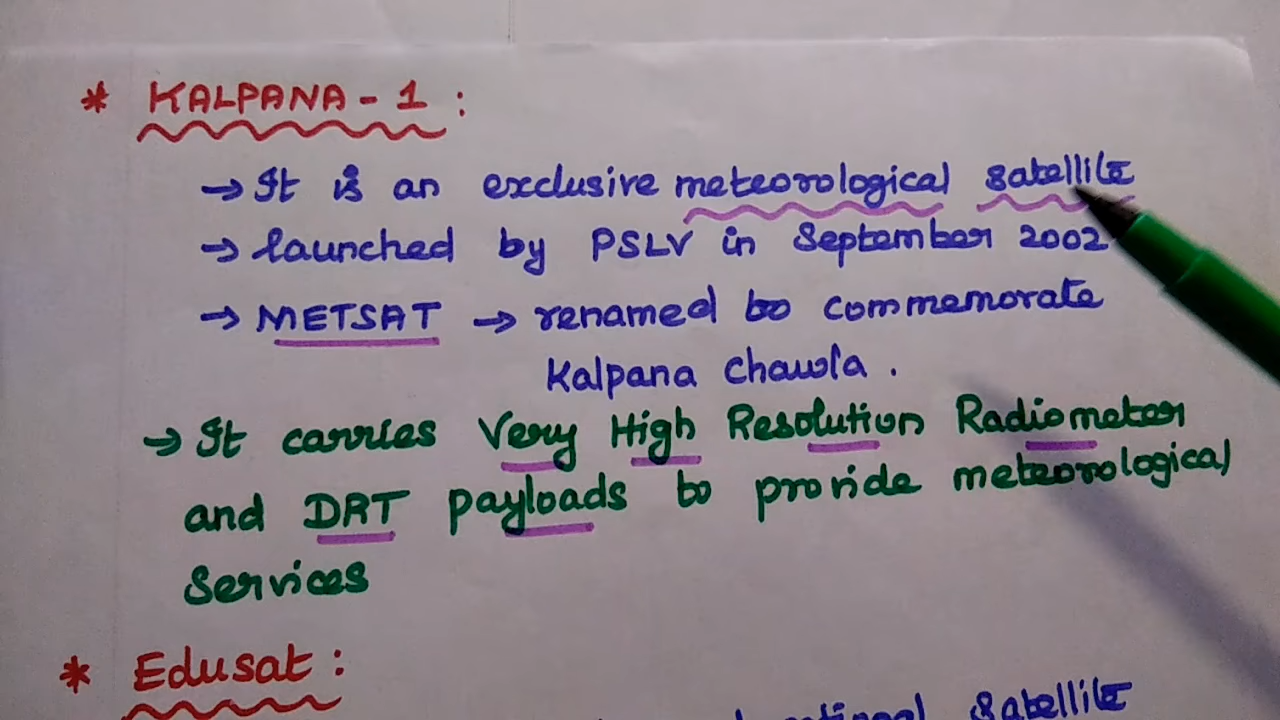 * KALPANA - 1 :
→ It is an exclusive meteorological satellite
→ launched by PSLV in September 2002
→ METSAT → renamed to commemorate
Kalpana Chawla .
→ It carries Very High Resolution Radiometer
and DRT payloads to provide meteorological
Services
* Edusat :
satellite